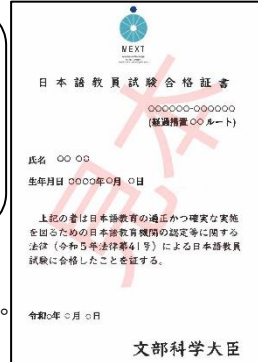 MEXT
日本語教員試験合格証書
○○○○○○-○○○○○○
(経過措置○○ルート)
氏名 ○○ ○○
生年月日 ○○○○年○月 ○日
上記の者は日本語教育の適正かつ確実な実施
を図るための日本語教育機関の認定等に関する
法律(令和5年法律第41号)による日本語教員
試験に合格したことを証する。
令和○年 ○月 ○日
文部科学大臣
見本